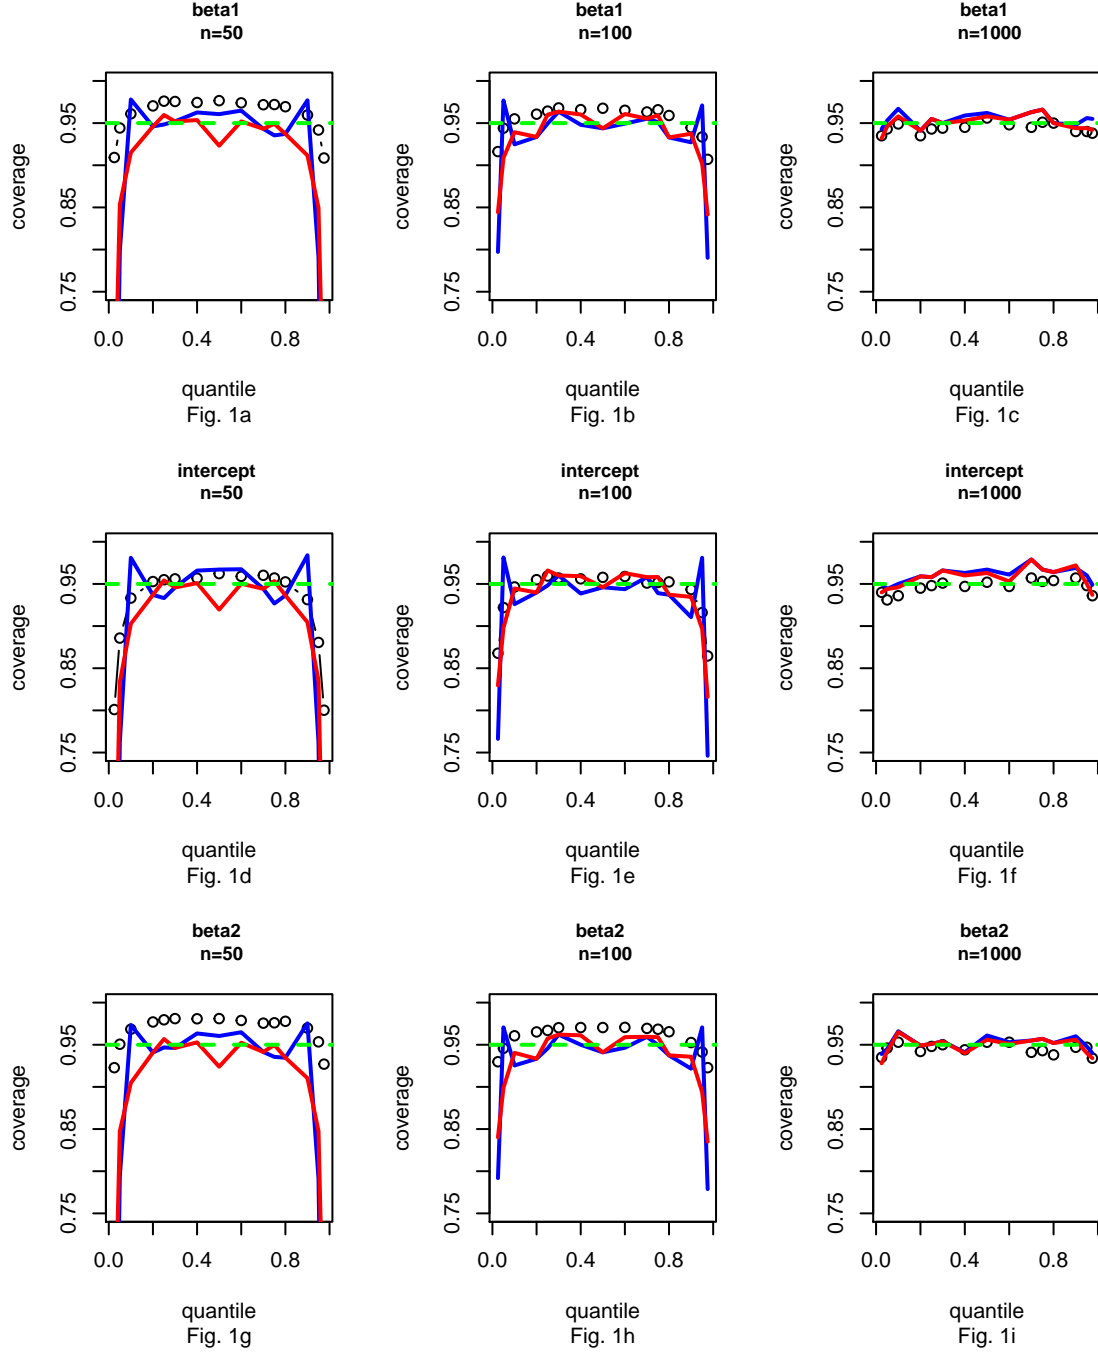 beta1
n=50
coverage
0.75 0.85 0.95
0.0 0.4 0.8
quantile
Fig. 1a
beta1
n=100
coverage
0.75 0.85 0.95
0.0 0.4 0.8
quantile
Fig. 1b
beta1
n=1000
coverage
0.75 0.85 0.95
0.0 0.4 0.8
quantile
Fig. 1c
intercept
n=50
coverage
0.75 0.85 0.95
0.0 0.4 0.8
quantile
Fig. 1d
intercept
n=100
coverage
0.75 0.85 0.95
0.0 0.4 0.8
quantile
Fig. 1e
intercept
n=1000
coverage
0.75 0.85 0.95
0.0 0.4 0.8
quantile
Fig. 1f
beta2
n=50
coverage
0.75 0.85 0.95
0.0 0.4 0.8
quantile
Fig. 1g
beta2
n=100
coverage
0.75 0.85 0.95
0.0 0.4 0.8
quantile
Fig. 1h
beta2
n=1000
coverage
0.75 0.85 0.95
0.0 0.4 0.8
quantile
Fig. 1i